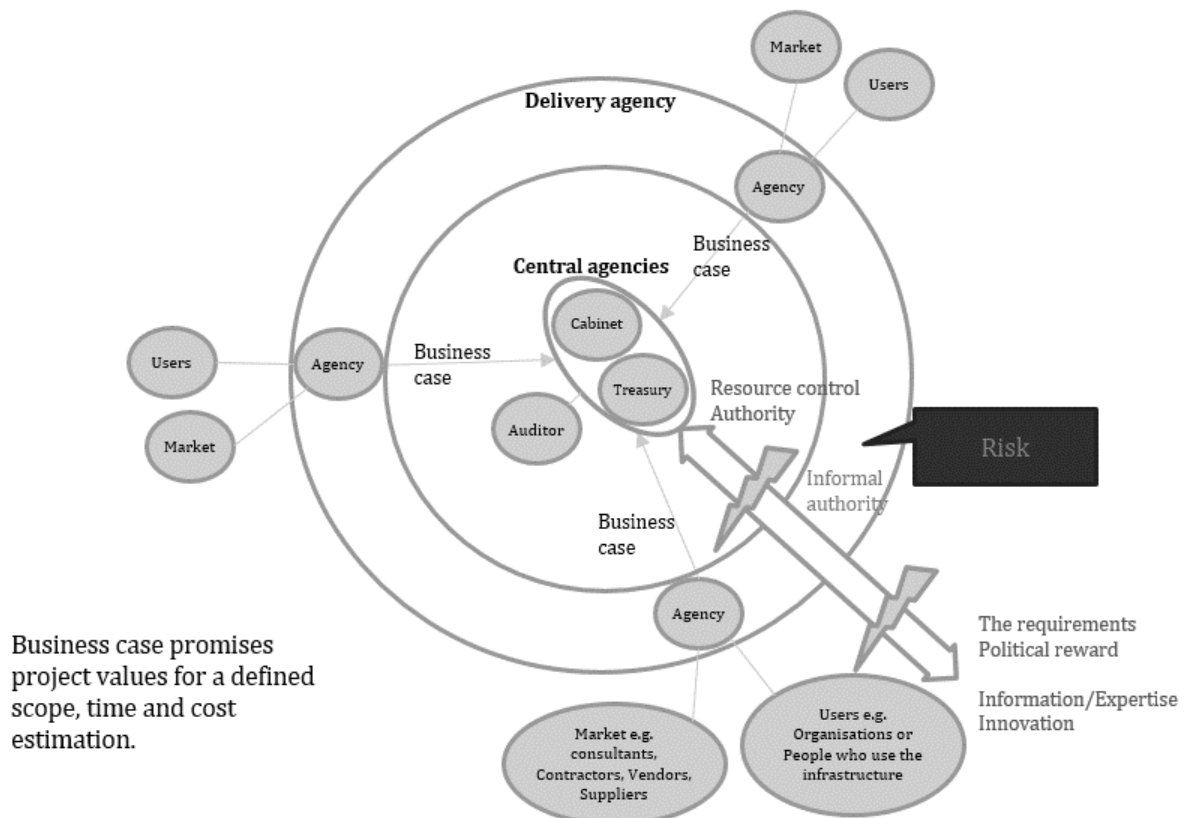 Market
Users
Delivery agency
Agency
Business
case
Central agencies
Cabinet
Users
Agency
Business
case
Treasury
Resource control
Authority
Market
Auditor
Risk
Informal
authority
Business
case
Agency
The requirements
Political reward
Business case promises
project values for a defined
scope, time and cost
estimation.
Information/Expertise
Innovation
Market e.g.
consultants,
Contractors, Vendors,
Suppliers
Users e.g.
Organisations or
People who use the
infrastructure